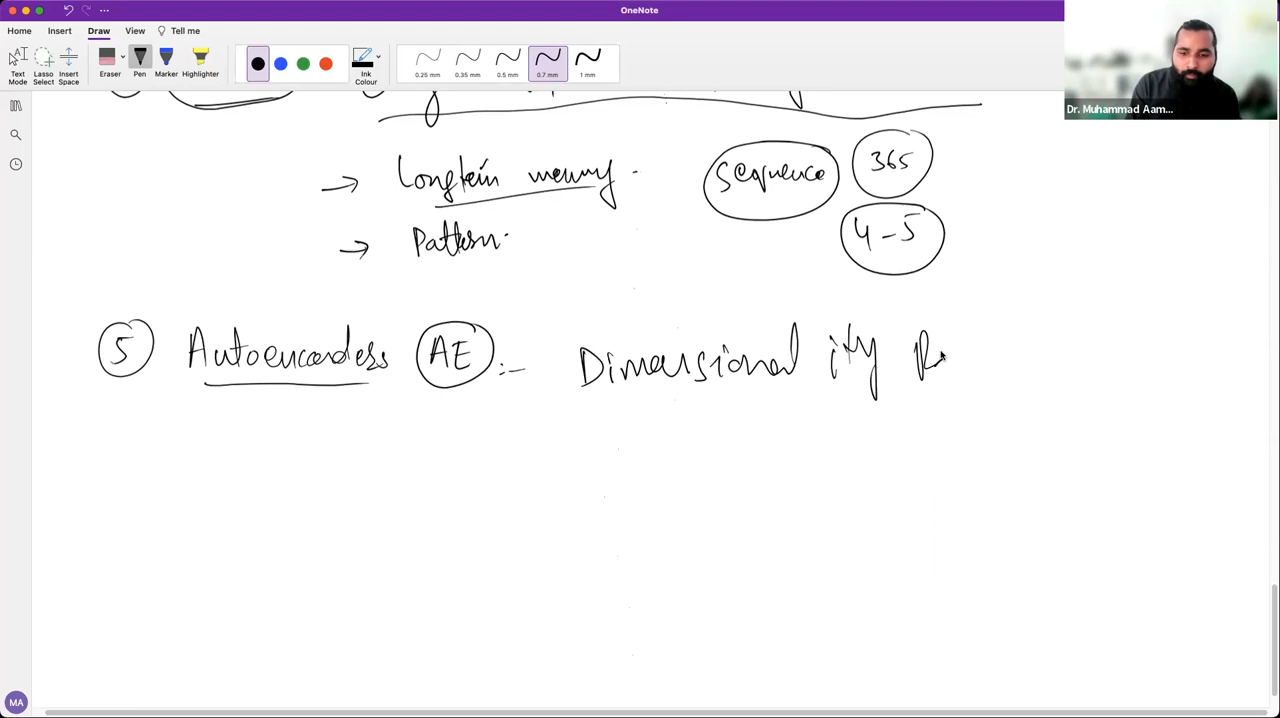 OneNote
Home Insert Draw View Tell me
Text Mode Lasso Select Insert Space Eraser Pen Marker Highlighter Ink Colour 0.25 mm 0.35 mm 0.5 mm 0.7 mm 1 mm
Dr. Muhammad Aam...
→ Longterm memory. Sequence 365
→ Pattern. 4-5
5 Autoencorders AE :- Dimensionality R
MA